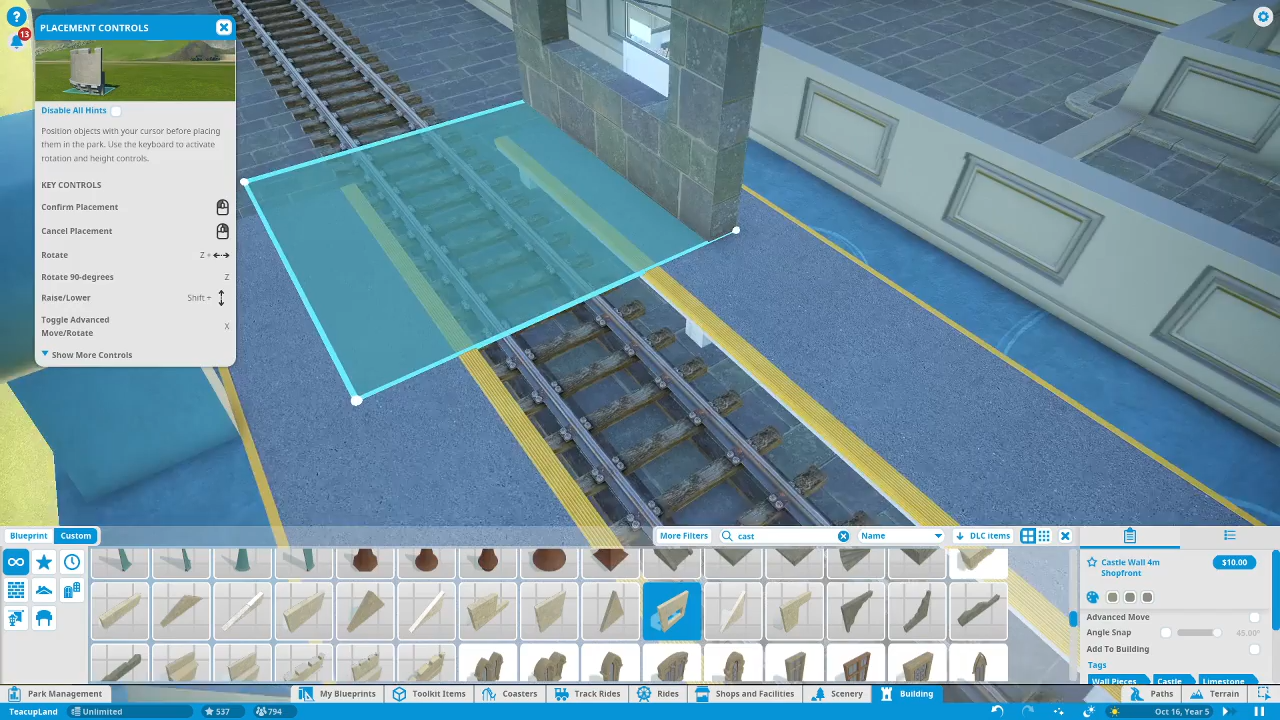 ?
13
PLACEMENT CONTROLS
Disable All Hints
Position objects with your cursor before placing
them in the park. Use the keyboard to activate
rotation and height controls.
KEY CONTROLS
Confirm Placement
Cancel Placement
Rotate Z +
Rotate 90-degrees Z
Raise/Lower Shift +
Toggle Advanced
Move/Rotate X
Show More Controls
Blueprint Custom More Filters cast Name DLC items
Castle Wall 4m
Shopfront $10.00
Advanced Move
Angle Snap 45.00°
Add To Building
Tags
Wall Pieces Castle Limestone
Park Management My Blueprints Toolkit Items Coasters Track Rides Rides Shops and Facilities Scenery Building Paths Terrain
TeacupLand Unlimited 537 794 Oct 16, Year 5